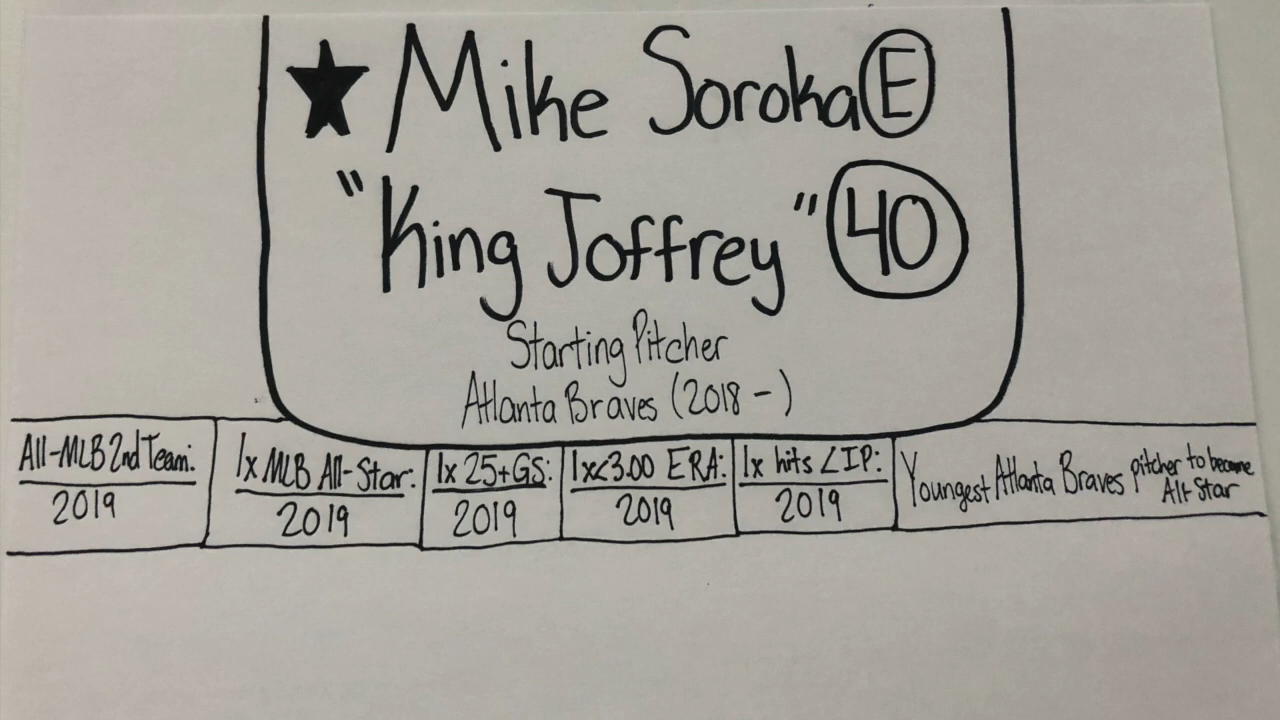 ★ Mike Soroka E
"King Joffrey" 40
Starting Pitcher
Atlanta Braves (2018 - )
All-MLB 2nd Team:
2019
1x MLB All-Star:
2019
1x 25+GS:
2019
1x<3.00 ERA:
2019
1x hits <IP:
2019
Youngest Atlanta Braves pitcher to become
All-Star